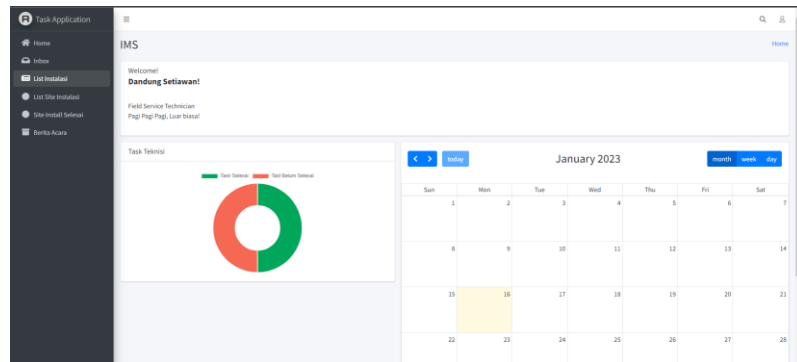 Task Application
Home
Inbox
List Instalasi
List Site Instalasi
Site Install Selesai
Berita Acara
IMS
Home
Welcome!
Dandung Setiawan!
Field Service Technician
Pagi Pagi Pagi, Luar biasa!
Task Teknisi
Task Selesai Task Belum Selesai
today
January 2023
month week day
Sun Mon Tue Wed Thu Fri Sat
1 2 3 4 5 6 7
8 9 10 11 12 13 14
15 16 17 18 19 20 21
22 23 24 25 26 27 28